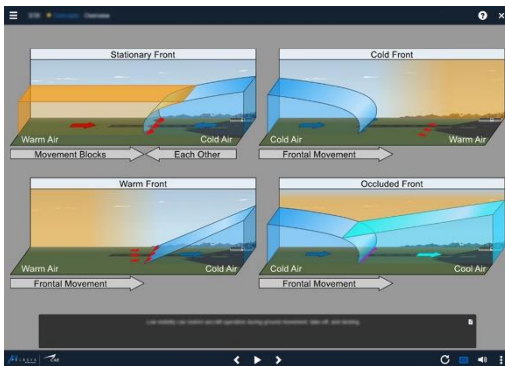 Stationary Front
Warm Air
Cold Air
Movement Blocks
Each Other
Cold Front
Cold Air
Warm Air
Frontal Movement
Warm Front
Warm Air
Cold Air
Frontal Movement
Occluded Front
Cold Air
Cool Air
Frontal Movement
Low visibility can restrict aircraft operation during ground movement, take-off, and landing.
CAE